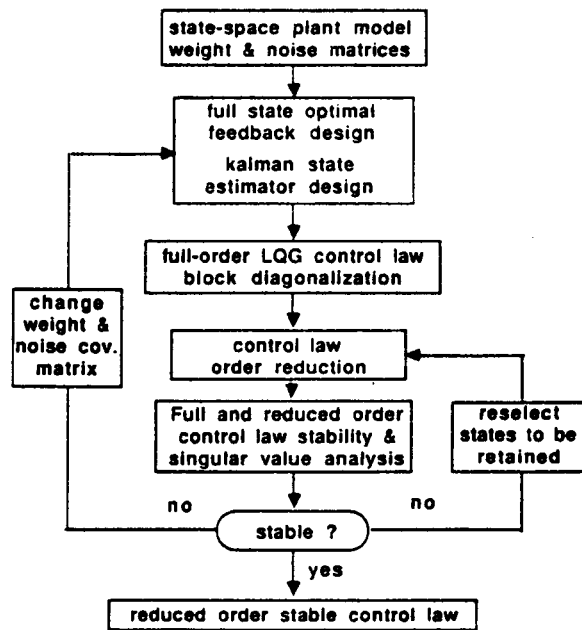 state-space plant model
weight & noise matrices
full state optimal
feedback design
kalman state
estimator design
full-order LQG control law
block diagonalization
change
weight &
noise cov.
matrix
control law
order reduction
Full and reduced order
control law stability &
singular value analysis
reselect
states to be
retained
no
no
stable ?
yes
reduced order stable control law